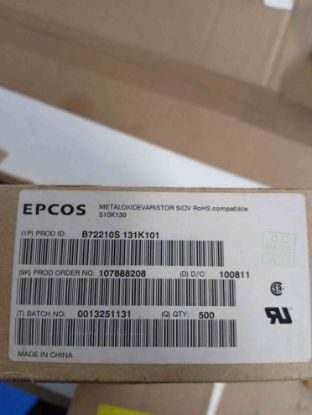 EPCOS
METALOXIDEVARISTOR SIOV RoHS compatible
S10K130
(1P) PROD ID: B72210S 131K101
(9K) PROD ORDER NO: 107888208 (D) D/C: 100811
(T) BATCH NO: 0013251131 (Q) QTY: 500
MADE IN CHINA
Q.C.
PASS